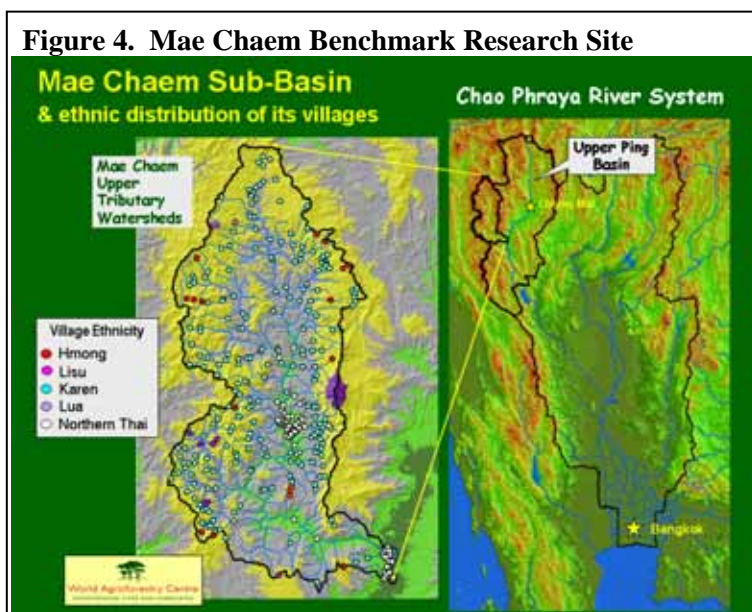 Figure 4. Mae Chaem Benchmark Research Site
Mae Chaem Sub-Basin
& ethnic distribution of its villages
Mae Chaem
Upper
Tributary
Watersheds
Village Ethnicity
Hmong
Lisu
Karen
Lua
Northern Thai
World Agroforestry Centre
Chao Phraya River System
Upper Ping
Basin
Chiang Mai
Bangkok